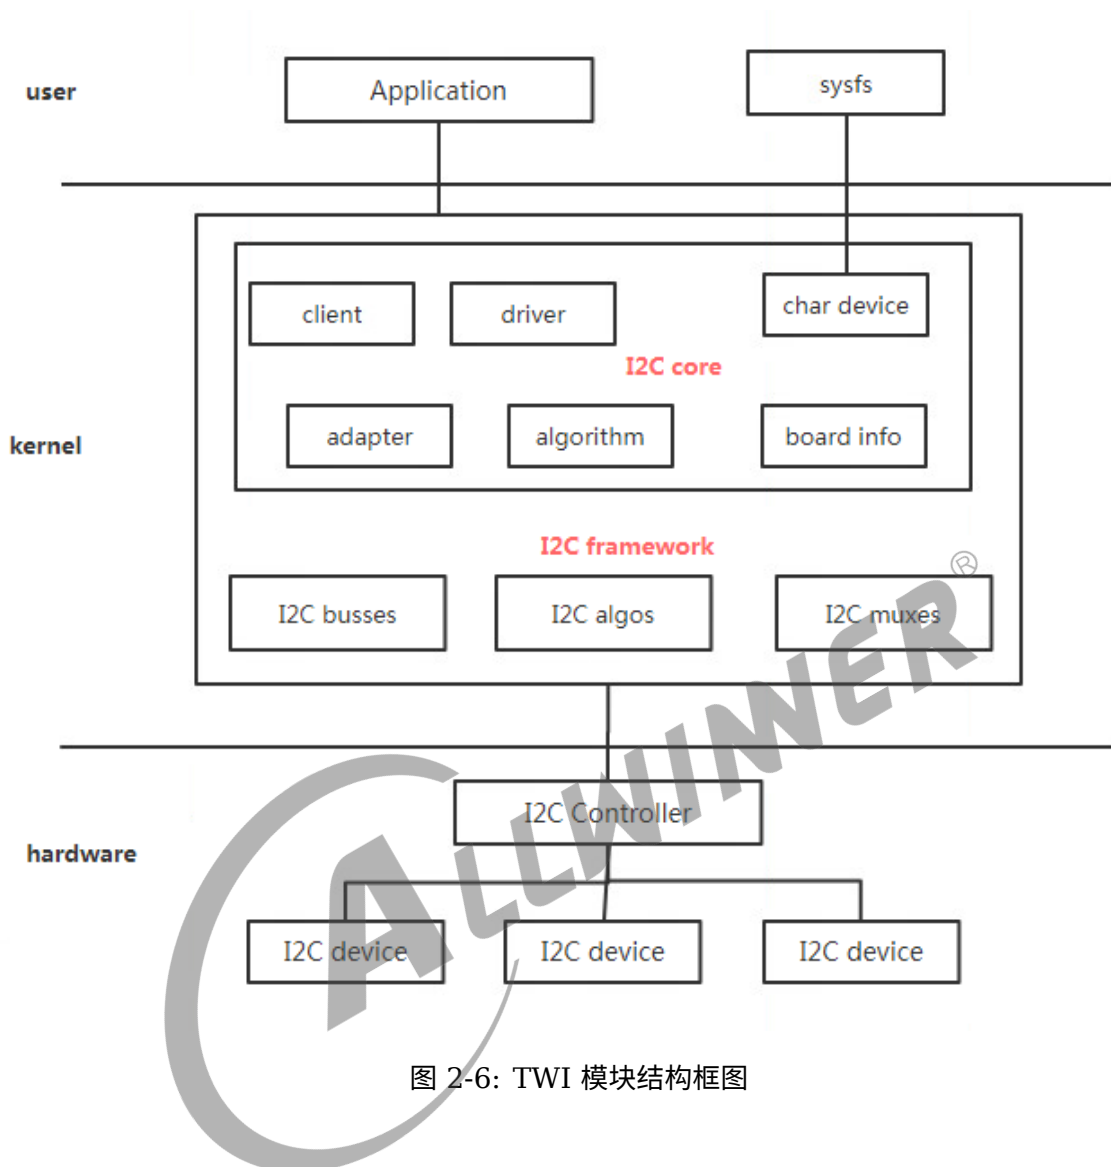 user
Application
sysfs
client
driver
char device
I2C core
kernel
adapter
algorithm
board info
I2C framework
I2C busses
I2C algos
I2C muxes
ALLWINNER®
I2C Controller
hardware
I2C device
I2C device
I2C device
图 2-6: TWI 模块结构框图